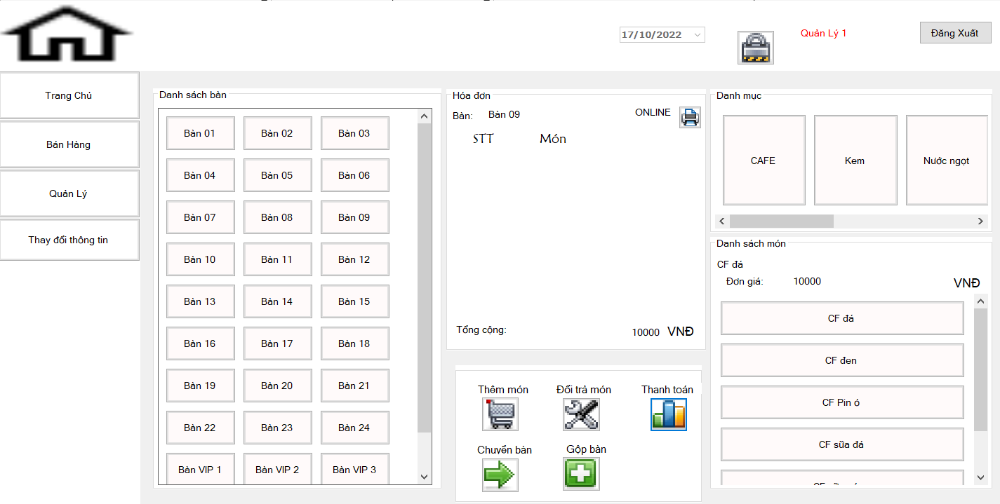 17/10/2022
Quản Lý 1
Đăng Xuất
Trang Chủ
Bán Hàng
Quản Lý
Thay đổi thông tin
Danh sách bàn
Bàn 01 Bàn 02 Bàn 03
Bàn 04 Bàn 05 Bàn 06
Bàn 07 Bàn 08 Bàn 09
Bàn 10 Bàn 11 Bàn 12
Bàn 13 Bàn 14 Bàn 15
Bàn 16 Bàn 17 Bàn 18
Bàn 19 Bàn 20 Bàn 21
Bàn 22 Bàn 23 Bàn 24
Bàn VIP 1 Bàn VIP 2 Bàn VIP 3
Hóa đơn
Bàn: Bàn 09 ONLINE
STT Món
Tổng cộng: 10000 VNĐ
Thêm món Đổi trả món Thanh toán
Chuyển bàn Gộp bàn
Danh mục
CAFE Kem Nước ngọt
Danh sách món
CF đá
Đơn giá: 10000 VNĐ
CF đá
CF đen
CF Pin ó
CF sữa đá